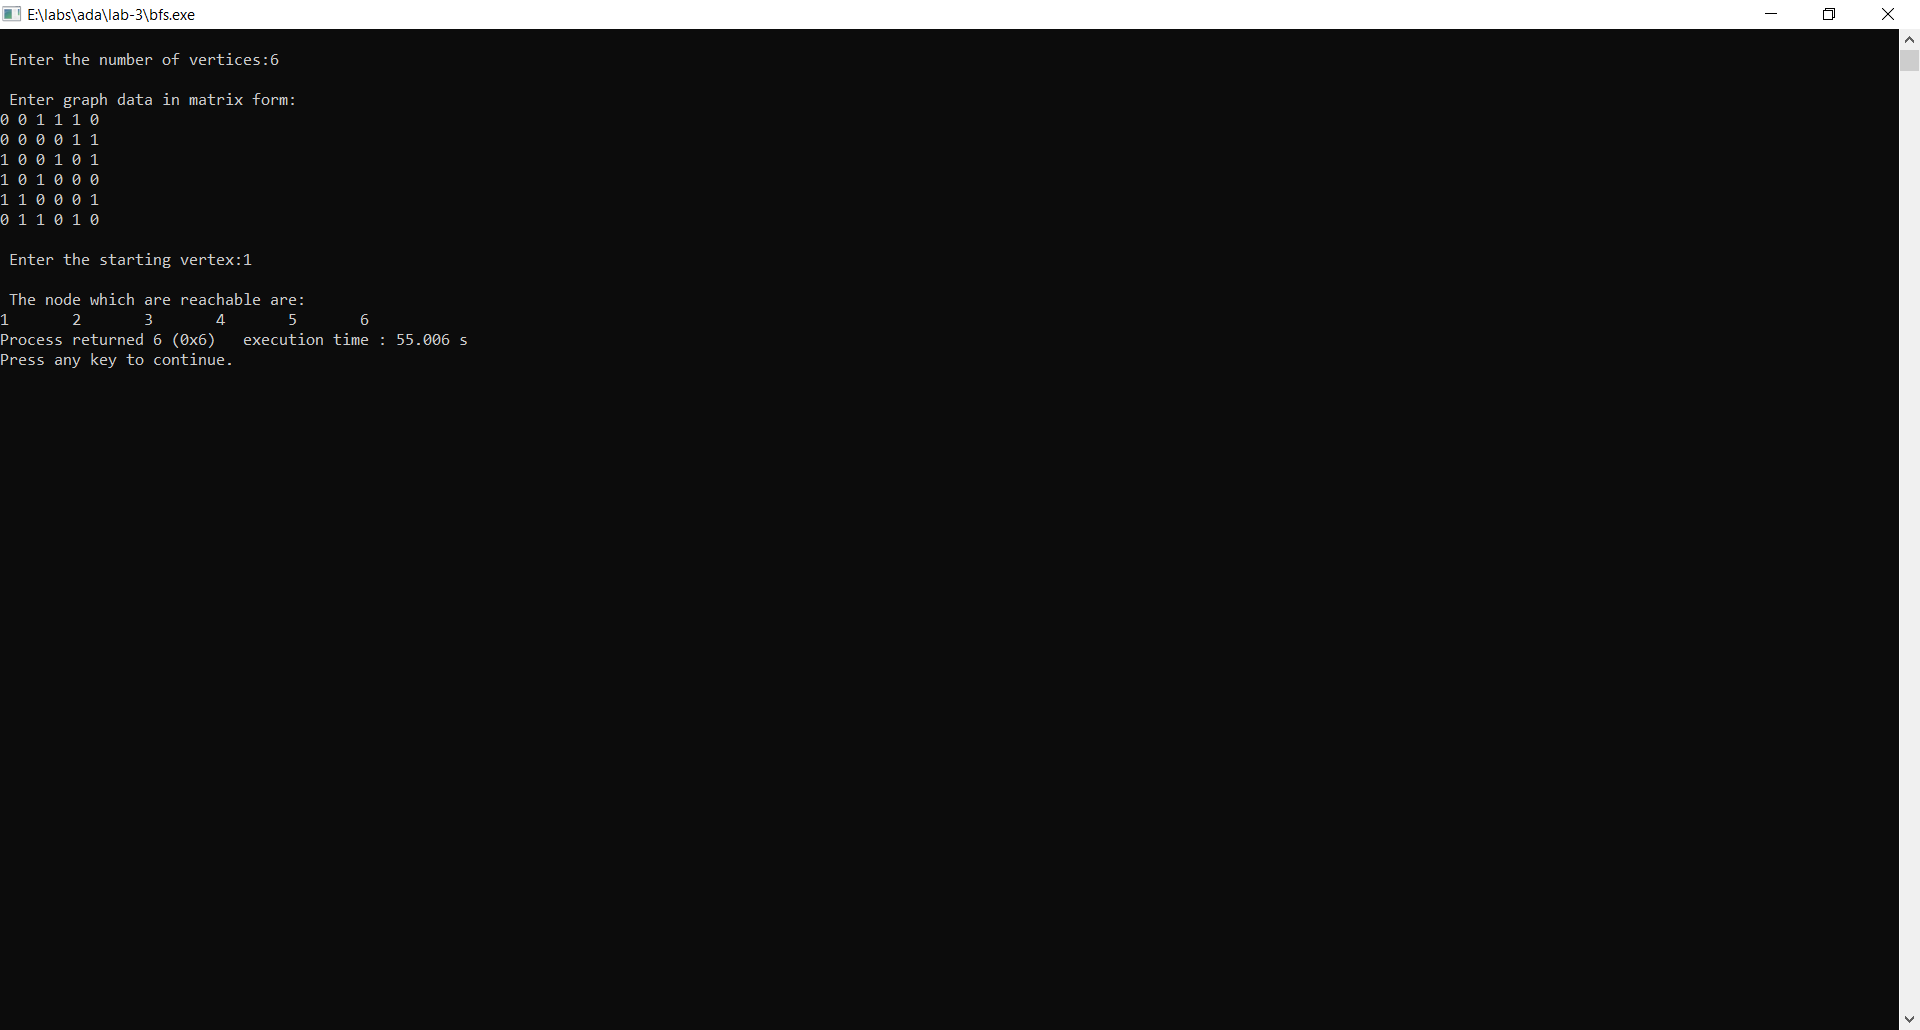 E:\labs\ada\lab-3\bfs.exe
Enter the number of vertices:6
Enter graph data in matrix form:
0 0 1 1 1 0
0 0 0 0 1 1
1 0 0 1 0 1
1 0 1 0 0 0
1 1 0 0 0 1
0 1 1 0 1 0
Enter the starting vertex:1
The node which are reachable are:
1       2       3       4       5       6
Process returned 6 (0x6)   execution time : 55.006 s
Press any key to continue.